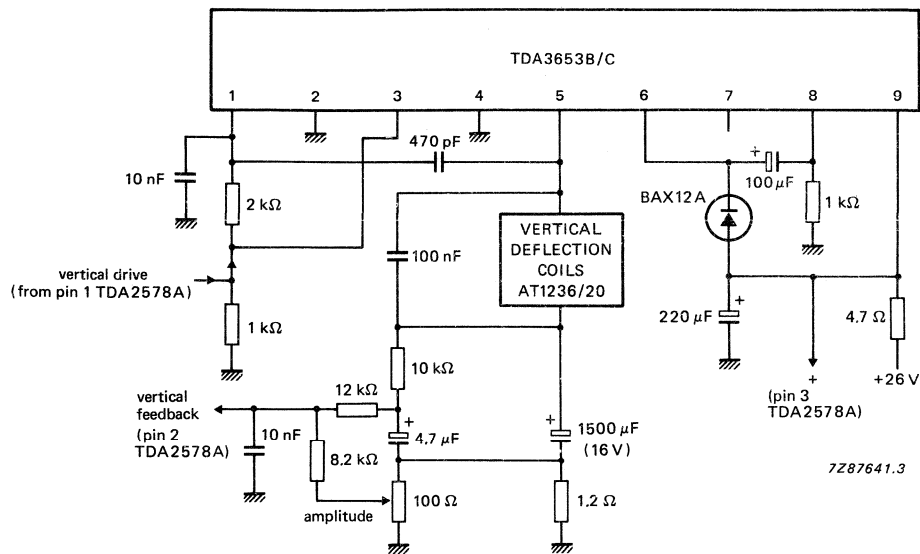 TDA3653B/C
1 2 3 4 5 6 7 8 9
470 pF
10 nF
2 kΩ
+
100 μF
BAX12A
1 kΩ
VERTICAL
DEFLECTION
COILS
AT1236/20
100 nF
vertical drive
(from pin 1 TDA2578A)
1 kΩ
+
220 μF
4,7 Ω
10 kΩ
12 kΩ
+
(pin 3
TDA2578A)
+26 V
vertical
feedback
(pin 2
TDA2578A)
10 nF
+
4,7 μF
+
1500 μF
(16 V)
8,2 kΩ
100 Ω
1,2 Ω
amplitude
7Z87641.3